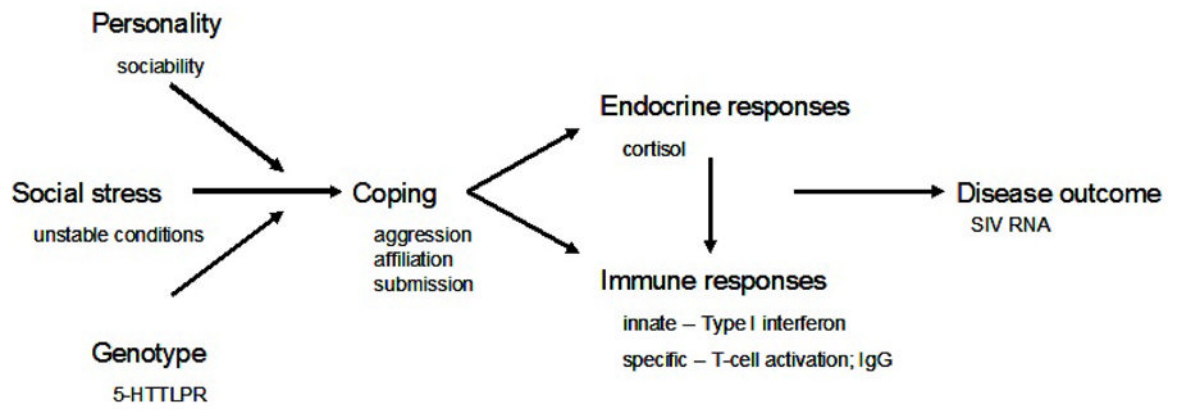 Personality
sociability
Social stress
unstable conditions
Genotype
5-HTTLPR
Coping
aggression
affiliation
submission
Endocrine responses
cortisol
Immune responses
innate – Type I interferon
specific – T-cell activation; IgG
Disease outcome
SIV RNA